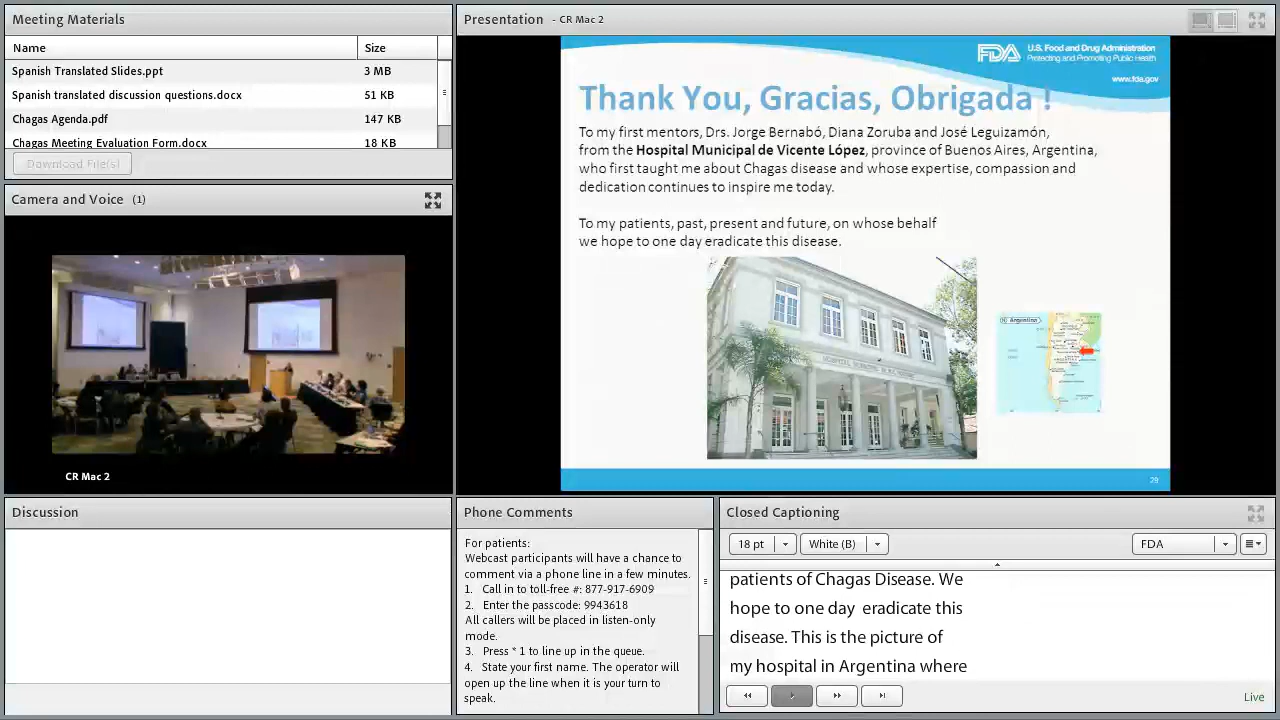 Meeting Materials
Name Size
Spanish Translated Slides.ppt 3 MB
Spanish translated discussion questions.docx 51 KB
Chagas Agenda.pdf 147 KB
Chagas Meeting Evaluation Form.docx 18 KB
Download File(s)
Camera and Voice (1)
CR Mac 2
Presentation - CR Mac 2
FDA U.S. Food and Drug Administration
Protecting and Promoting Public Health
www.fda.gov
Thank You, Gracias, Obrigada !
To my first mentors, Drs. Jorge Bernabó, Diana Zoruba and José Leguizamón,
from the Hospital Municipal de Vicente López, province of Buenos Aires, Argentina,
who first taught me about Chagas disease and whose expertise, compassion and
dedication continues to inspire me today.
To my patients, past, present and future, on whose behalf
we hope to one day eradicate this disease.
Argentina
29
Discussion
Phone Comments
For patients:
Webcast participants will have a chance to
comment via a phone line in a few minutes.
1. Call in to toll-free #: 877-917-6909
2. Enter the passcode: 9943618
All callers will be placed in listen-only
mode.
3. Press * 1 to line up in the queue.
4. State your first name. The operator will
open up the line when it is your turn to
speak.
Closed Captioning
18 pt White (B) FDA
patients of Chagas Disease. We
hope to one day eradicate this
disease. This is the picture of
my hospital in Argentina where
Live